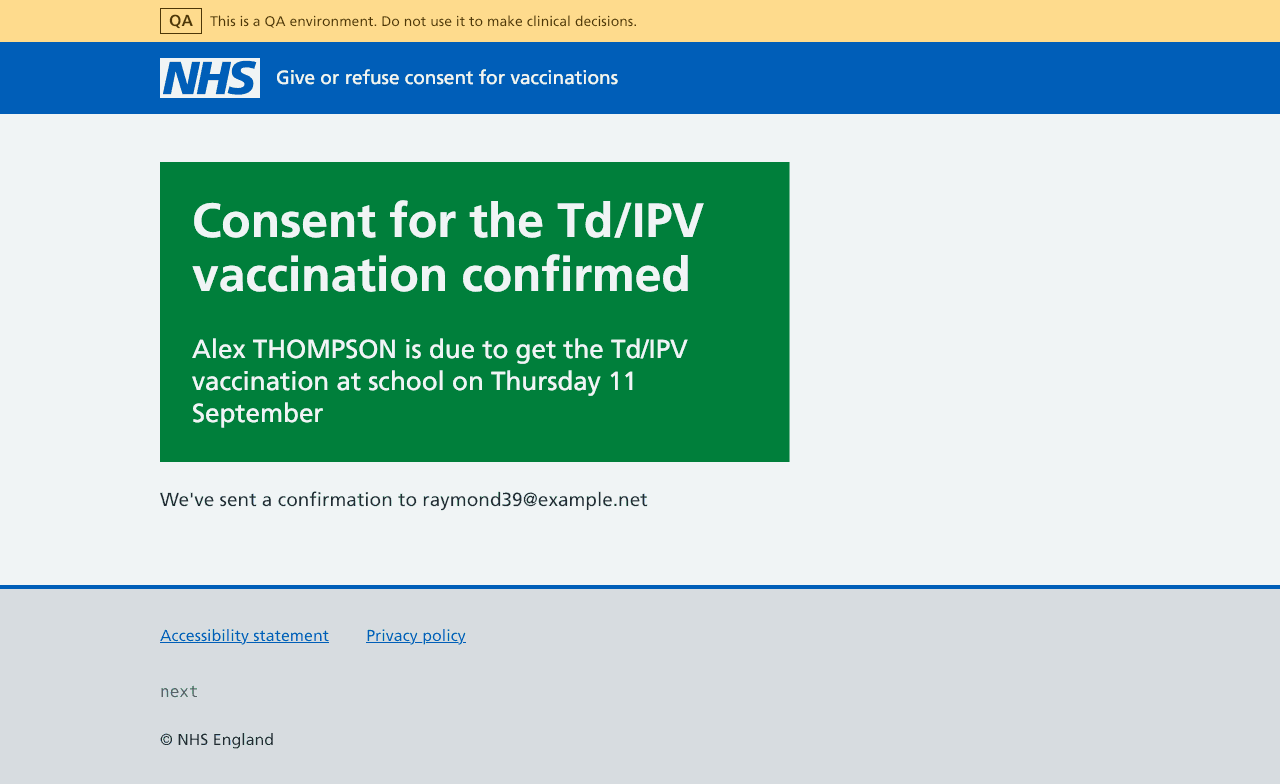 QA This is a QA environment. Do not use it to make clinical decisions.
NHS Give or refuse consent for vaccinations
Consent for the Td/IPV
vaccination confirmed
Alex THOMPSON is due to get the Td/IPV
vaccination at school on Thursday 11
September
We've sent a confirmation to raymond39@example.net
Accessibility statement Privacy policy
next
© NHS England